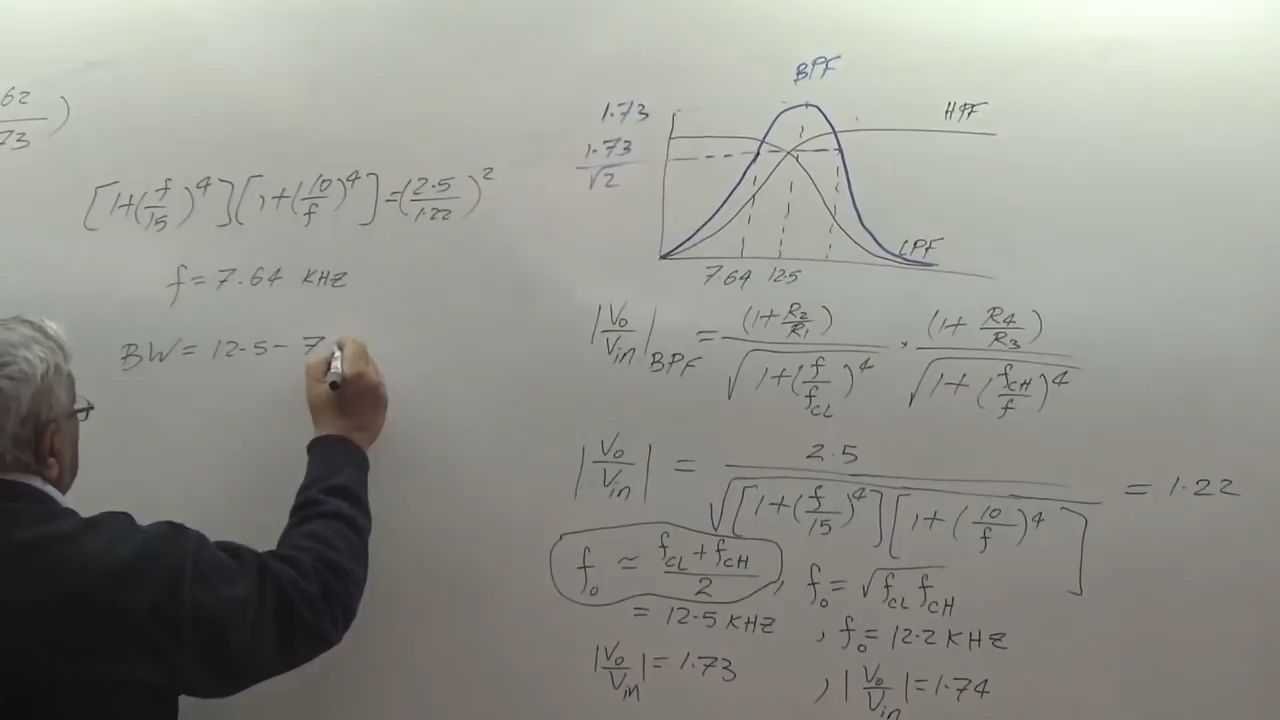 62
73 )
[1+(f/15)^4][1+(10/f)^4]=(2.5/1.22)^2
f = 7.64 KHZ
BW = 12.5 - 7
BPF
1.73
HPF
1.73/√2
LPF
7.64 12.5
|Vo/Vin|BPF = (1+R2/R1)/√(1+(f/fCL)^4) * (1+R4/R3)/√(1+(fCH/f)^4)
|Vo/Vin| = 2.5/√([1+(f/15)^4][1+(10/f)^4]) = 1.22
fo ≃ (fCL+fCH)/2 , fo = √(fCL fCH)
= 12.5 KHZ , fo = 12.2 KHZ
|Vo/Vin| = 1.73 , |Vo/Vin| = 1.74